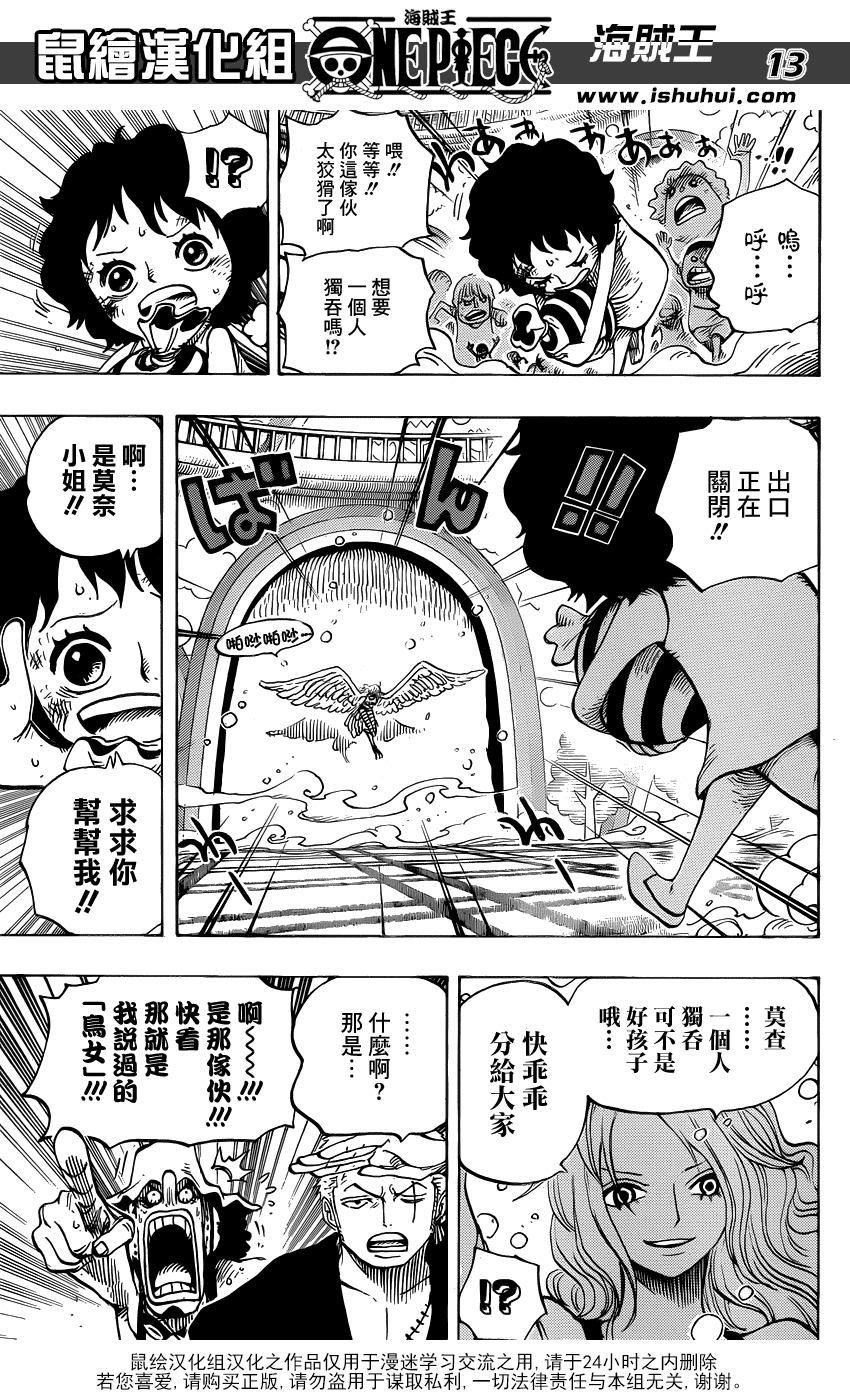 鼠繪漢化組
海賊王
ONE PIECE
海賊王
13
www.ishuhui.com
嗚…
呼…呼
喂!!
等等!!
你這傢伙
太狡猾了啊
想要
一個人
獨吞嗎
!?
!?
出口
正在
關閉!!
!!
ばん
啪唦啪唦…
啊…
是莫奈
小姐!!
求求你
幫幫我!!
莫查
……
一個人
獨吞
可不是
好孩子
哦…
快乖乖
分給大家
!?
……
什麼啊?
那是…
啊~~~!!!
是那傢伙!!!
快看
那就是
我說過的
「鳥女」!!!
鼠绘汉化组汉化之作品仅用于漫迷学习交流之用, 请于24小时之内删除
若您喜爱, 请购买正版, 请勿盗用于谋取私利, 一切法律责任与本组无关, 谢谢。